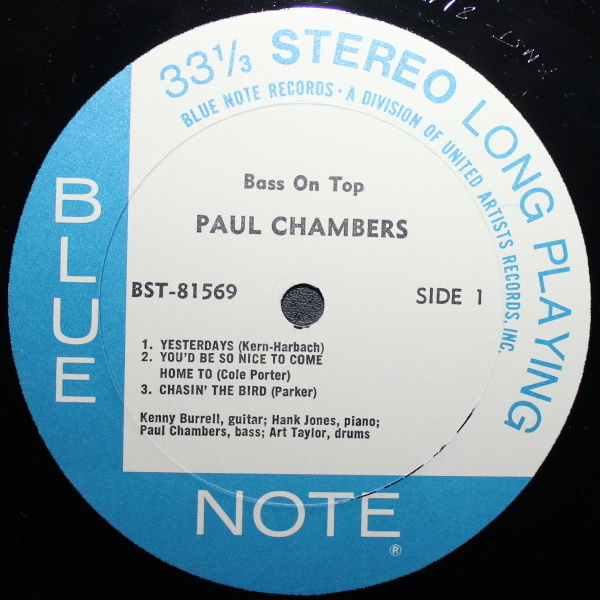 33⅓ STEREO LONG PLAYING
BLUE NOTE RECORDS · A DIVISION OF UNITED ARTISTS RECORDS, INC.
Bass On Top
PAUL CHAMBERS
BST-81569
SIDE 1
1. YESTERDAYS (Kern-Harbach)
2. YOU'D BE SO NICE TO COME
HOME TO (Cole Porter)
3. CHASIN' THE BIRD (Parker)
Kenny Burrell, guitar; Hank Jones, piano;
Paul Chambers, bass; Art Taylor, drums
BLUE
NOTE
®